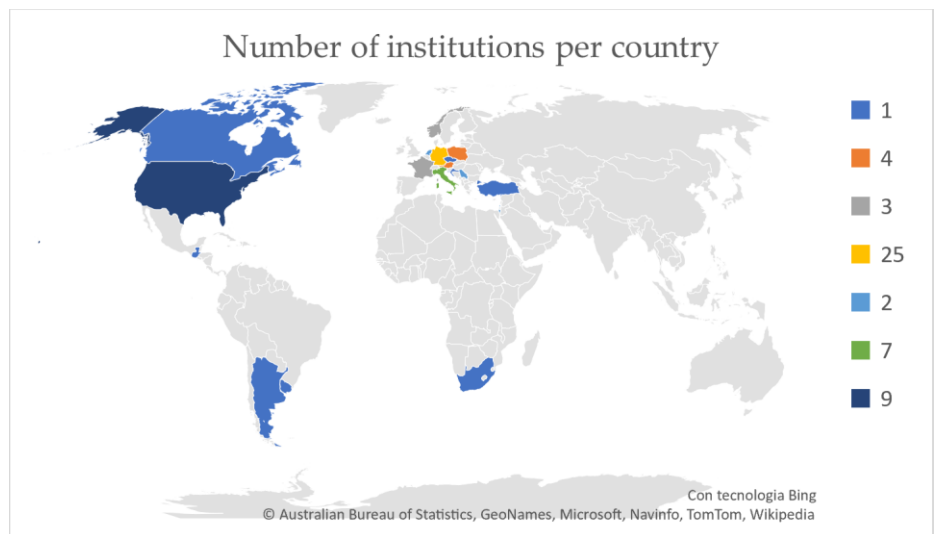 Number of institutions per country
1
4
3
25
2
7
9
Con tecnologia Bing
© Australian Bureau of Statistics, GeoNames, Microsoft, Navinfo, TomTom, Wikipedia